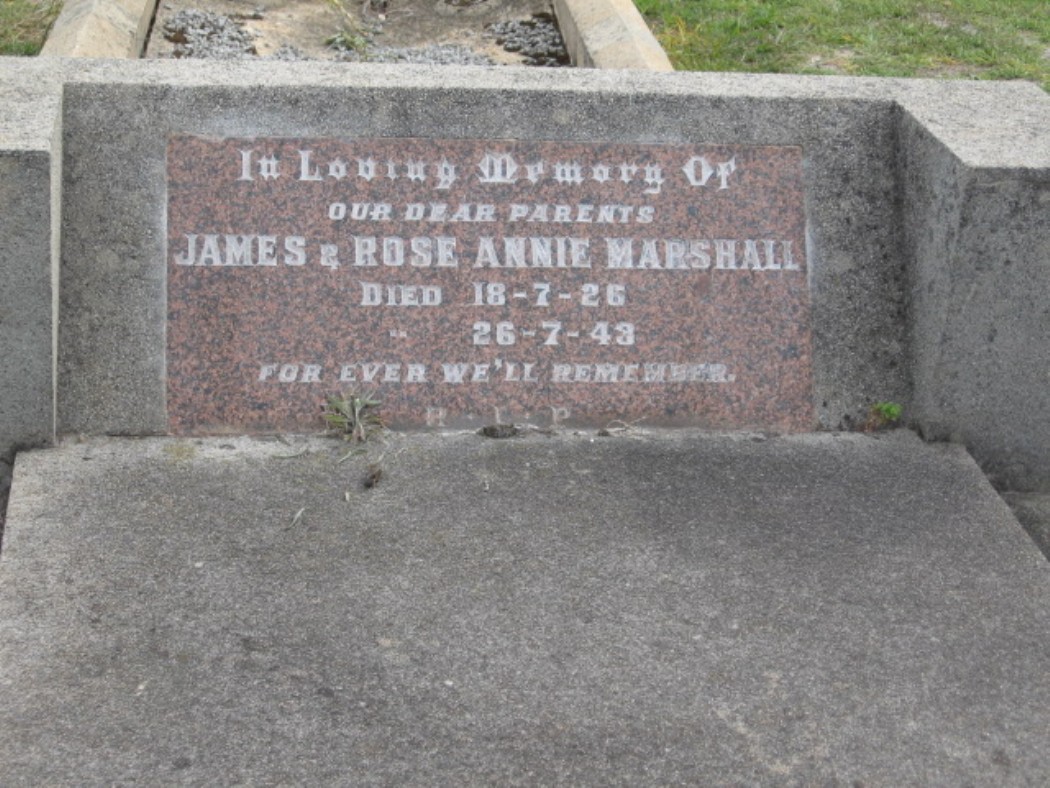 In Loving Memory Of
OUR DEAR PARENTS
JAMES & ROSE ANNIE MARSHALL
DIED 18-7-26
" 26-7-43
FOR EVER WE'LL REMEMBER.
R.I.P